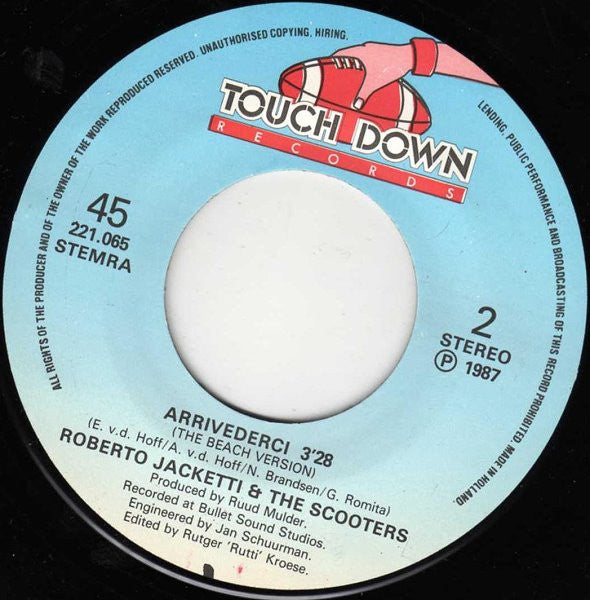 TOUCH DOWN
RECORDS
45
221.065
STEMRA
2
STEREO
Ⓟ 1987
ARRIVEDERCI 3'28
(THE BEACH VERSION)
(E. v.d. Hoff/A. v.d. Hoff/N. Brandsen/G. Romita)
ROBERTO JACKETTI & THE SCOOTERS
Produced by Ruud Mulder.
Recorded at Bullet Sound Studios.
Engineered by Jan Schuurman.
Edited by Rutger 'Rutti' Kroese.
ALL RIGHTS OF THE PRODUCER AND OF THE OWNER OF THE WORK REPRODUCED RESERVED. UNAUTHORISED COPYING, HIRING, LENDING, PUBLIC PERFORMANCE AND BROADCASTING OF THIS RECORD PROHIBITED. MADE IN HOLLAND.